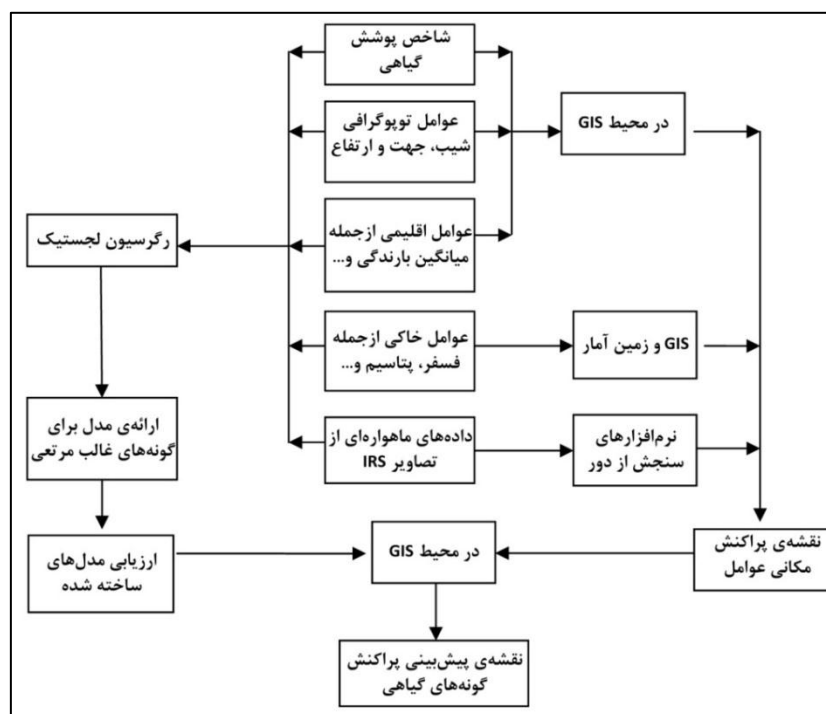 شاخص پوشش
گیاهی
عوامل توپوگرافی
شیب، جهت و ارتفاع
در محیط GIS
عوامل اقلیمی ازجمله
میانگین بارندگی و...
رگرسیون لجستیک
عوامل خاکی ازجمله
فسفر، پتاسیم و...
GIS و زمین آمار
ارائه‌ی مدل برای
گونه‌های غالب مرتعی
داده‌های ماهواره‌ای از
تصاویر IRS
نرم‌افزارهای
سنجش از دور
نقشه‌ی پراکنش
مکانی عوامل
در محیط GIS
ارزیابی مدل‌های
ساخته شده
نقشه‌ی پیش‌بینی پراکنش
گونه‌های گیاهی